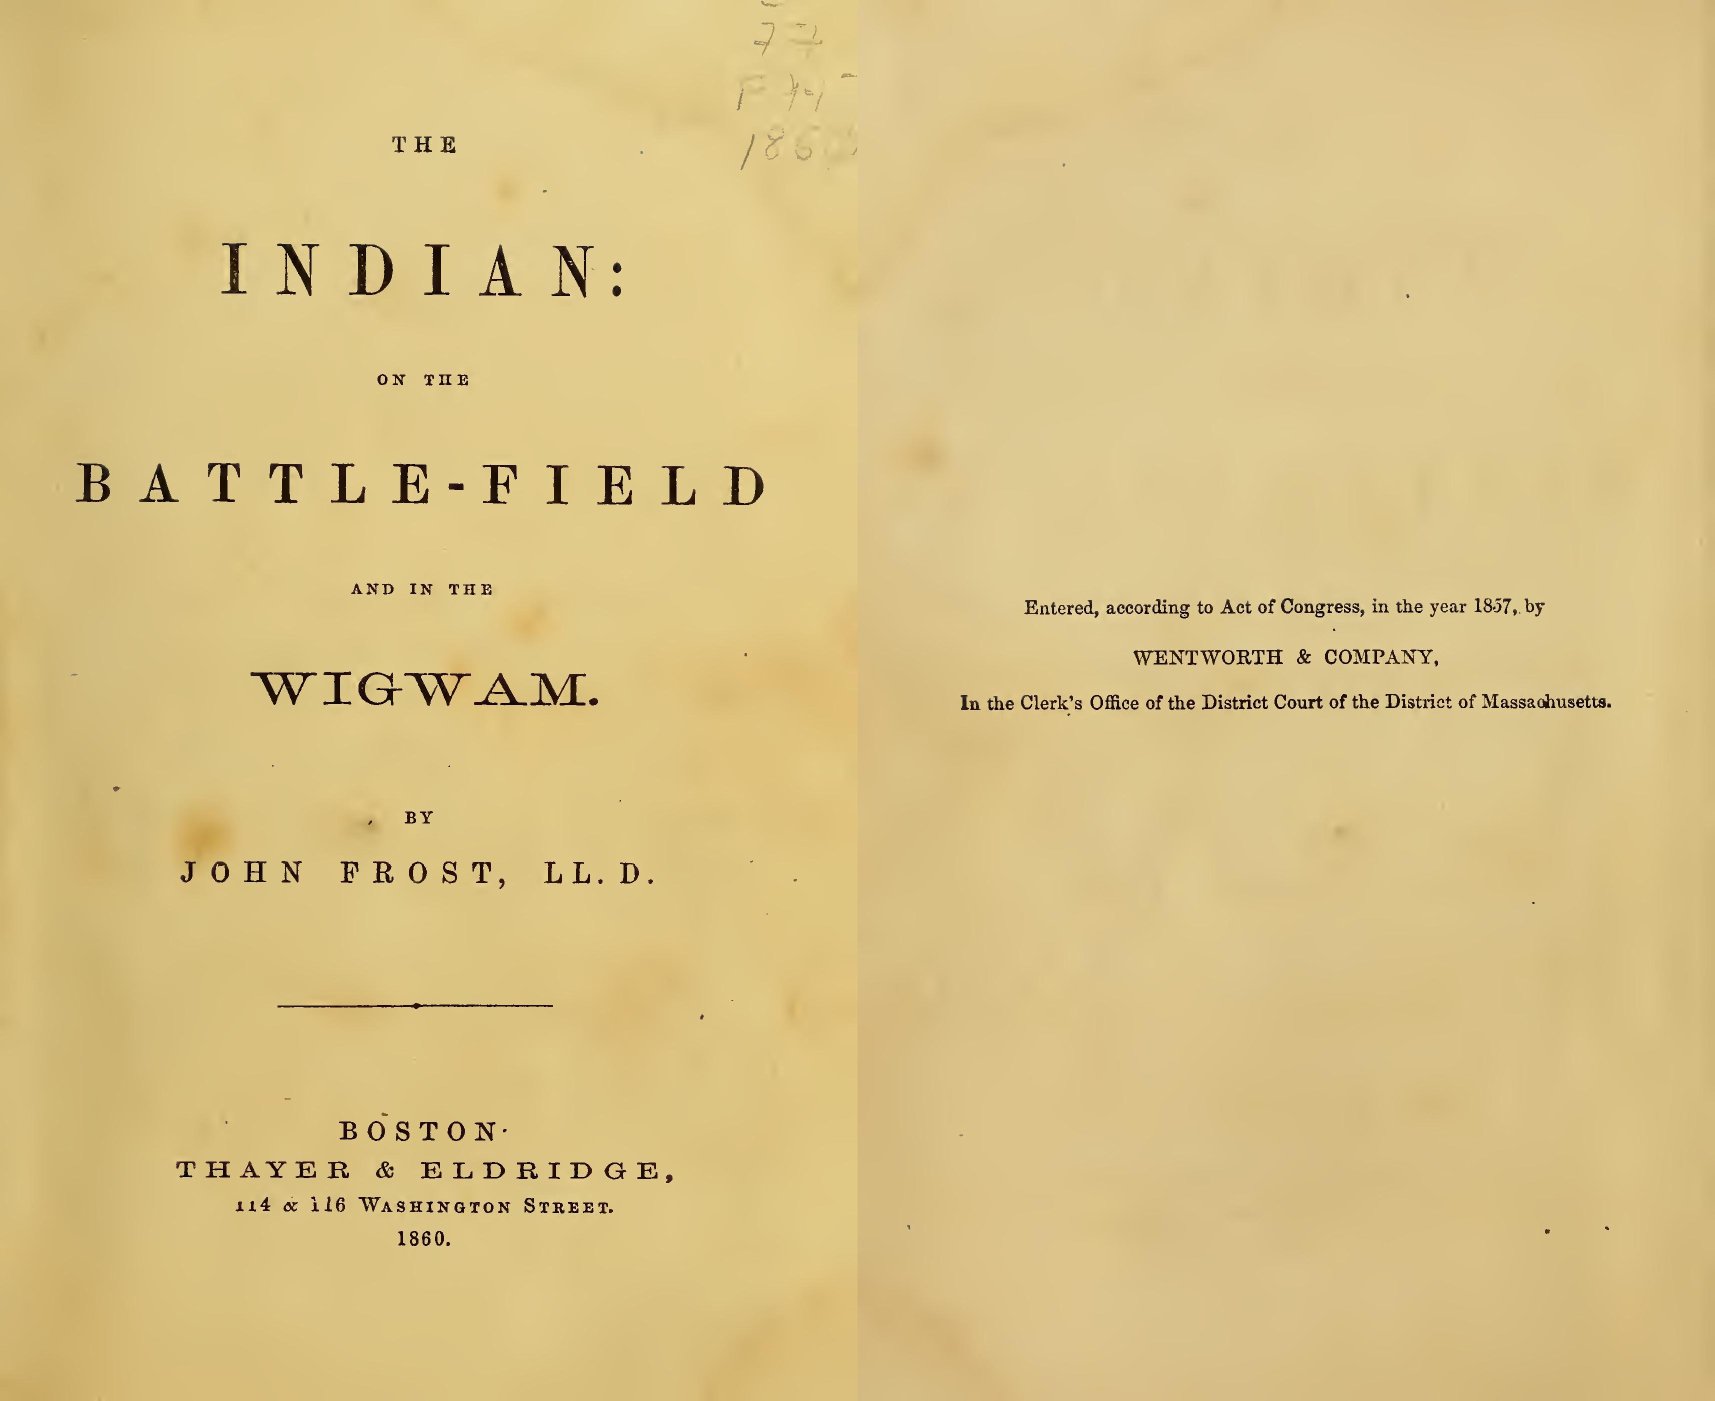 77
1860
THE
INDIAN:
ON THE
BATTLE-FIELD
AND IN THE
WIGWAM.
BY
JOHN FROST, LL. D.
BOSTON·
THAYER & ELDRIDGE,
114 & 116 WASHINGTON STREET.
1860.
Entered, according to Act of Congress, in the year 1857, by
WENTWORTH & COMPANY,
In the Clerk's Office of the District Court of the District of Massachusetts.